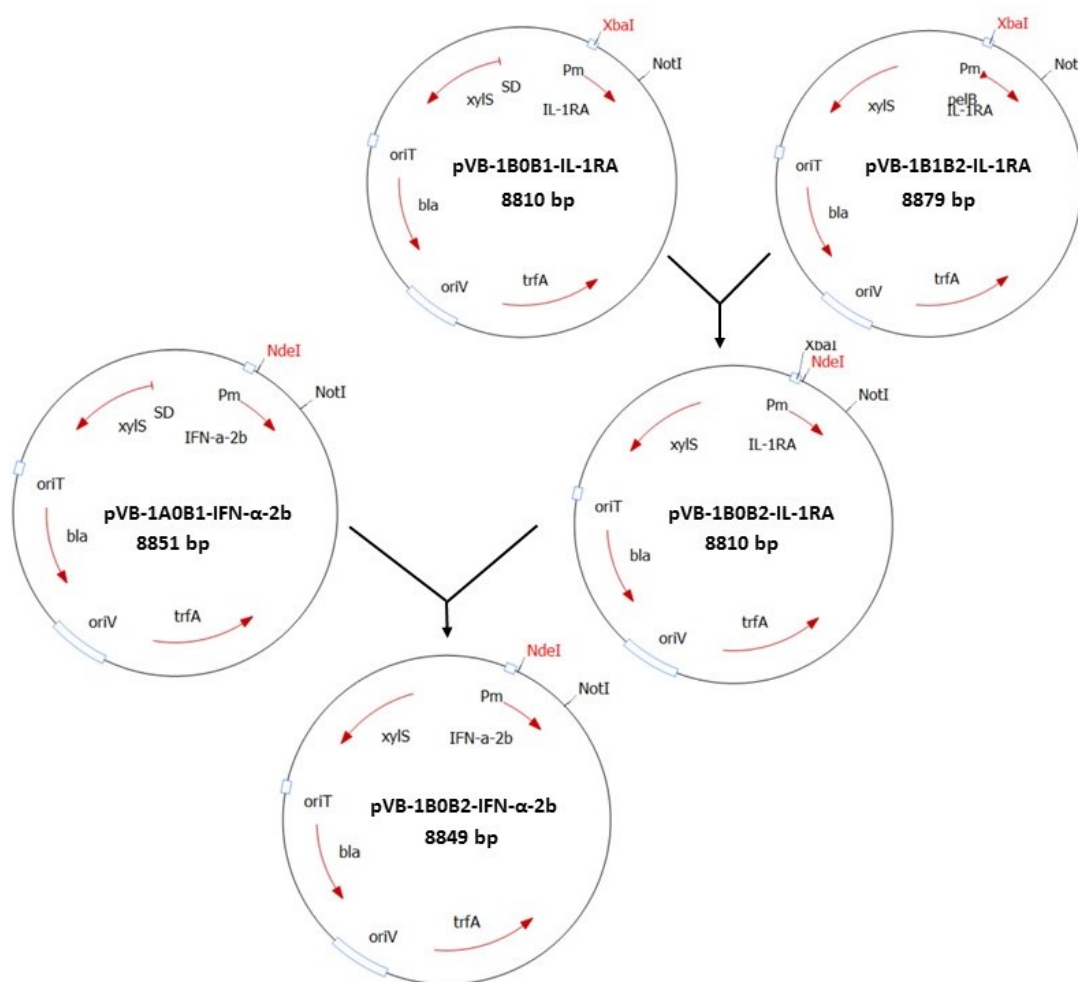 XbaI
NotI
Pm
SD
xylS
IL-1RA
oriT
pVB-1B0B1-IL-1RA
8810 bp
bla
oriV
trfA
XbaI
Not
Pm
pelB
IL-1RA
xylS
oriT
pVB-1B1B2-IL-1RA
8879 bp
bla
oriV
trfA
NdeI
NotI
Pm
SD
xylS
IFN-a-2b
oriT
pVB-1A0B1-IFN-α-2b
8851 bp
bla
oriV
trfA
XbaI
NdeI
NotI
Pm
xylS
IL-1RA
oriT
pVB-1B0B2-IL-1RA
8810 bp
bla
oriV
trfA
NdeI
NotI
Pm
xylS
IFN-a-2b
oriT
pVB-1B0B2-IFN-α-2b
8849 bp
bla
oriV
trfA